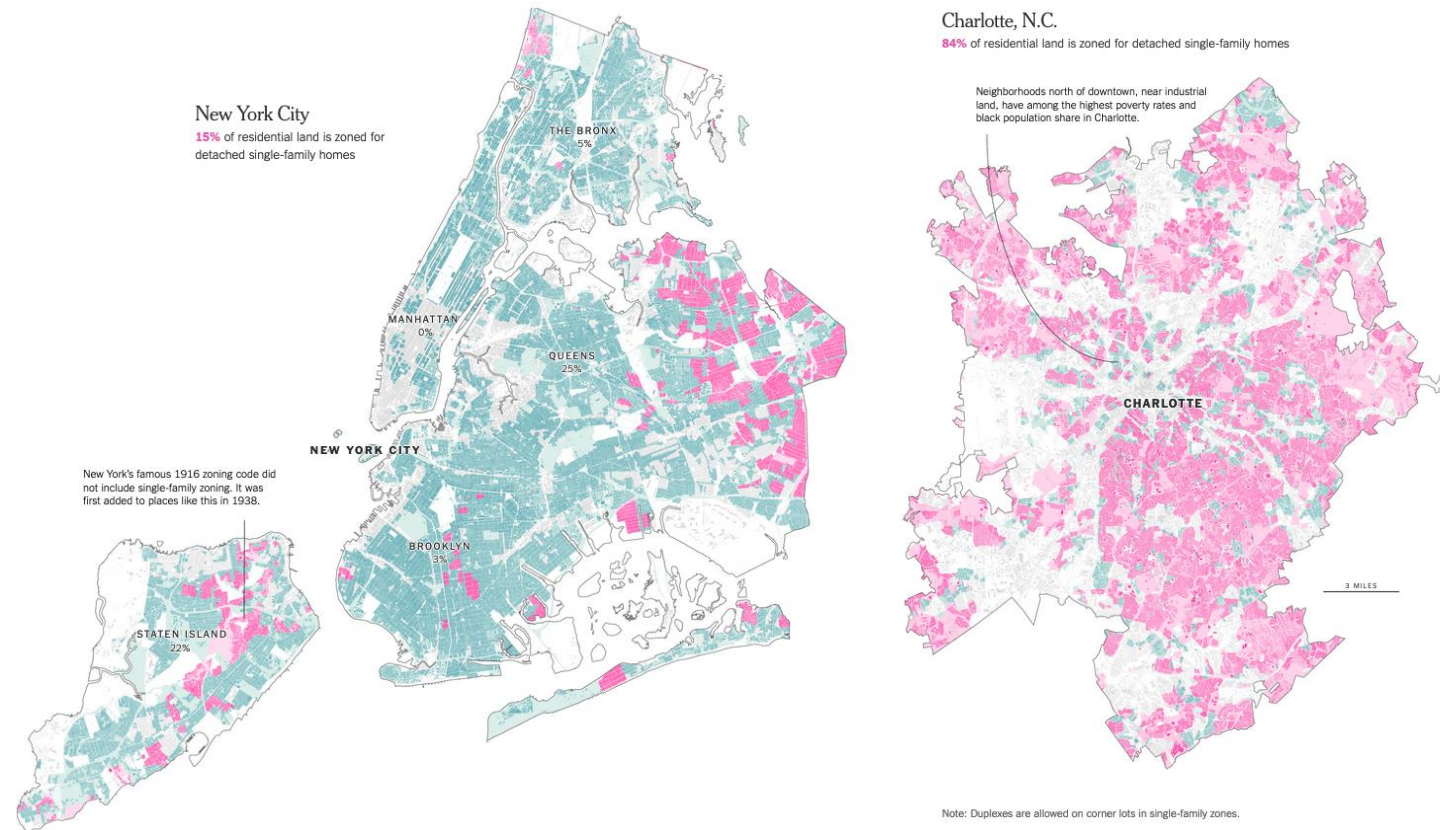 New York City
15% of residential land is zoned for
detached single-family homes
THE BRONX
5%
MANHATTAN
0%
QUEENS
25%
NEW YORK CITY
New York's famous 1916 zoning code did
not include single-family zoning. It was
first added to places like this in 1938.
BROOKLYN
3%
STATEN ISLAND
22%
Charlotte, N.C.
84% of residential land is zoned for detached single-family homes
Neighborhoods north of downtown, near industrial
land, have among the highest poverty rates and
black population share in Charlotte.
CHARLOTTE
3 MILES
Note: Duplexes are allowed on corner lots in single-family zones.